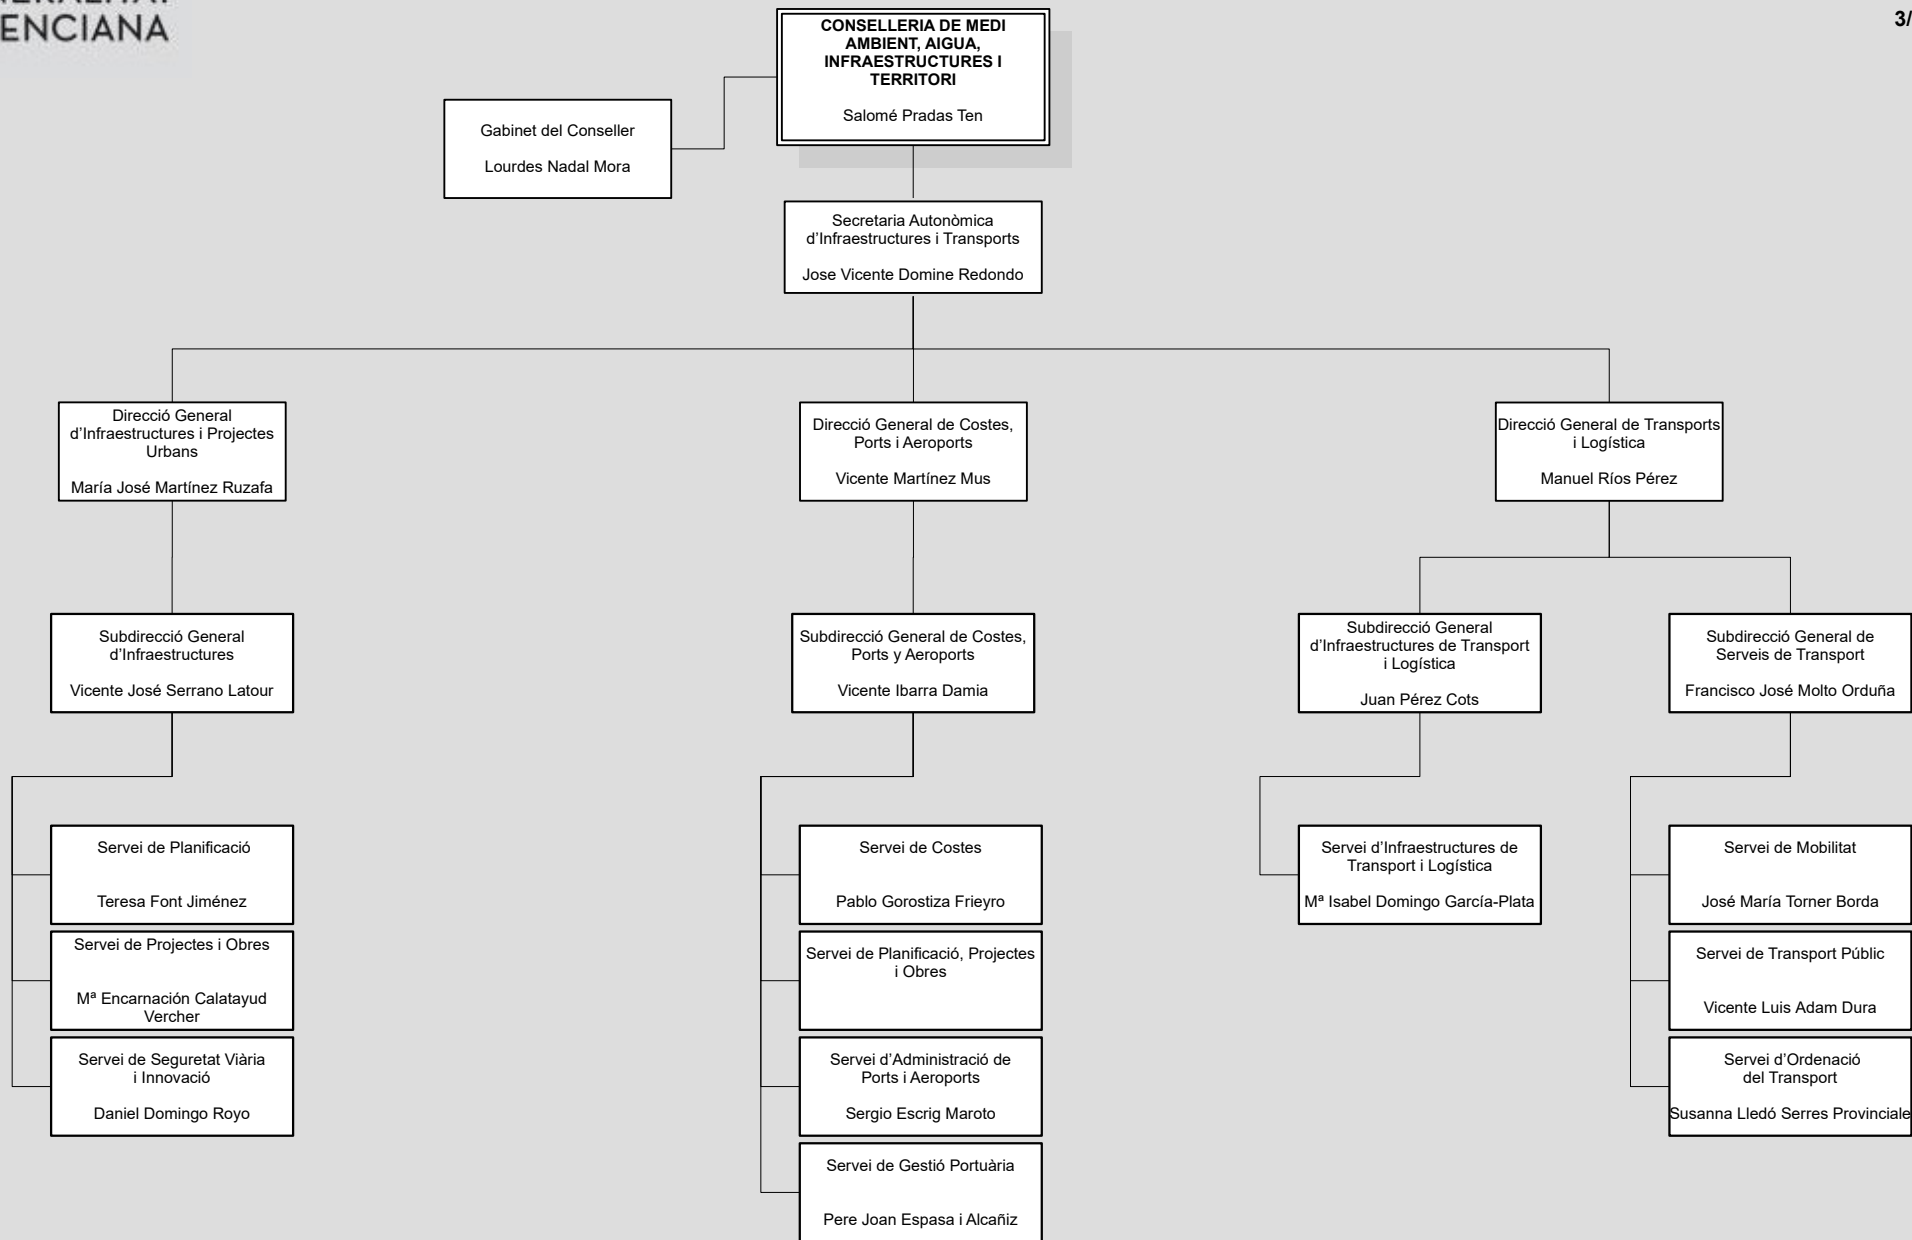 ENCIANA
3/
CONSELLERIA DE MEDI
AMBIENT, AIGUA,
INFRAESTRUCTURES I
TERRITORI
Salomé Pradas Ten
Gabinet del Conseller
Lourdes Nadal Mora
Secretaria Autonòmica
d’Infraestructures i Transports
Jose Vicente Domine Redondo
Direcció General
d’Infraestructures i Projectes
Urbans
María José Martínez Ruzafa
Direcció General de Costes,
Ports i Aeroports
Vicente Martínez Mus
Direcció General de Transports
i Logística
Manuel Ríos Pérez
Subdirecció General
d’Infraestructures
Vicente José Serrano Latour
Subdirecció General de Costes,
Ports y Aeroports
Vicente Ibarra Damia
Subdirecció General
d’Infraestructures de Transport
i Logística
Juan Pérez Cots
Subdirecció General de
Serveis de Transport
Francisco José Molto Orduña
Servei de Planificació
Teresa Font Jiménez
Servei de Projectes i Obres
Mª Encarnación Calatayud
Vercher
Servei de Seguretat Viària
i Innovació
Daniel Domingo Royo
Servei de Costes
Pablo Gorostiza Frieyro
Servei de Planificació, Projectes
i Obres
Servei d’Administració de
Ports i Aeroports
Sergio Escrig Maroto
Servei de Gestió Portuària
Pere Joan Espasa i Alcañiz
Servei d’Infraestructures de
Transport i Logística
Mª Isabel Domingo García-Plata
Servei de Mobilitat
José María Torner Borda
Servei de Transport Públic
Vicente Luis Adam Dura
Servei d’Ordenació
del Transport
Susanna Lledó Serres Provinciale